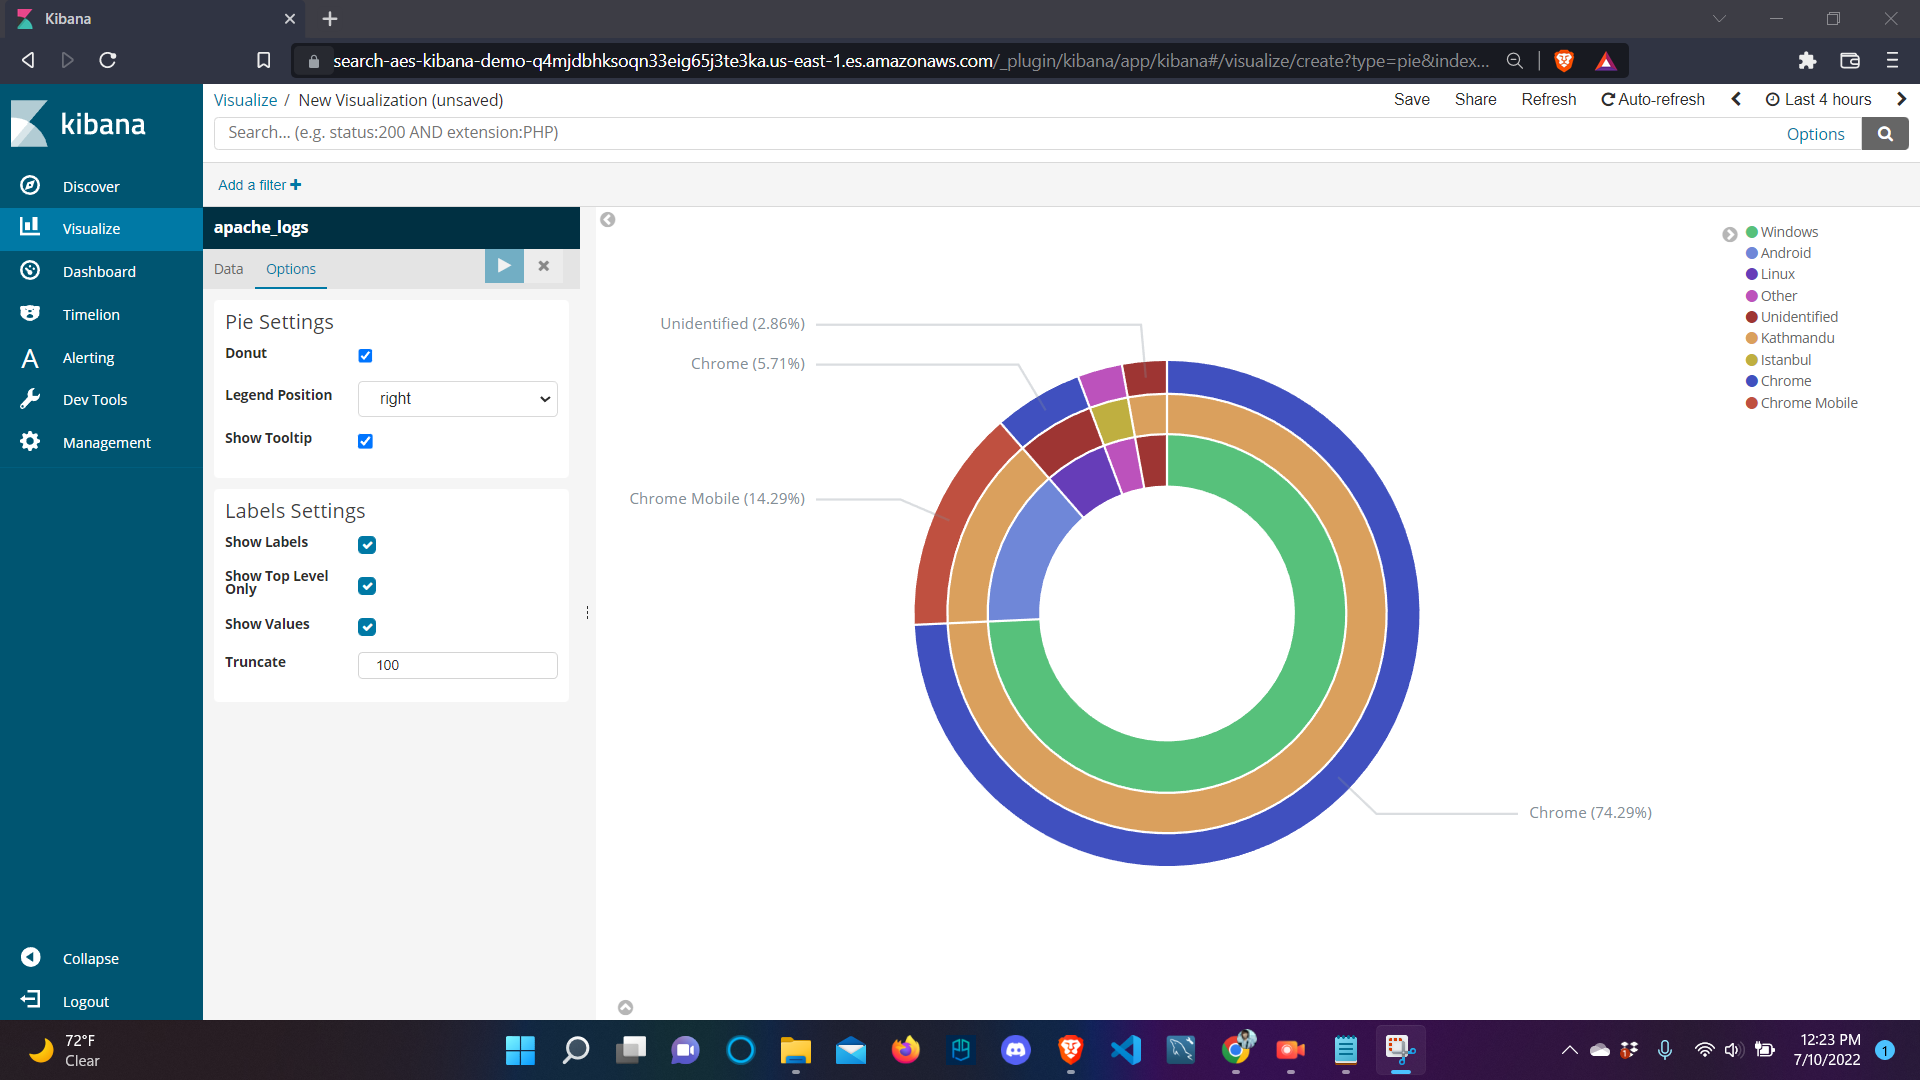 Kibana
search-aes-kibana-demo-q4mjdbhksoqn33eig65j3te3ka.us-east-1.es.amazonaws.com/_plugin/kibana/app/kibana#/visualize/create?type=pie&index...
kibana
Discover
Visualize
Dashboard
Timelion
Alerting
Dev Tools
Management
Collapse
Logout
Visualize / New Visualization (unsaved)
Save Share Refresh Auto-refresh Last 4 hours
Search... (e.g. status:200 AND extension:PHP)
Options
Add a filter +
apache_logs
Data Options
Pie Settings
Donut
Legend Position right
Show Tooltip
Labels Settings
Show Labels
Show Top Level Only
Show Values
Truncate 100
Unidentified (2.86%)
Chrome (5.71%)
Chrome Mobile (14.29%)
Chrome (74.29%)
Windows
Android
Linux
Other
Unidentified
Kathmandu
Istanbul
Chrome
Chrome Mobile
72°F
Clear
12:23 PM
7/10/2022
1